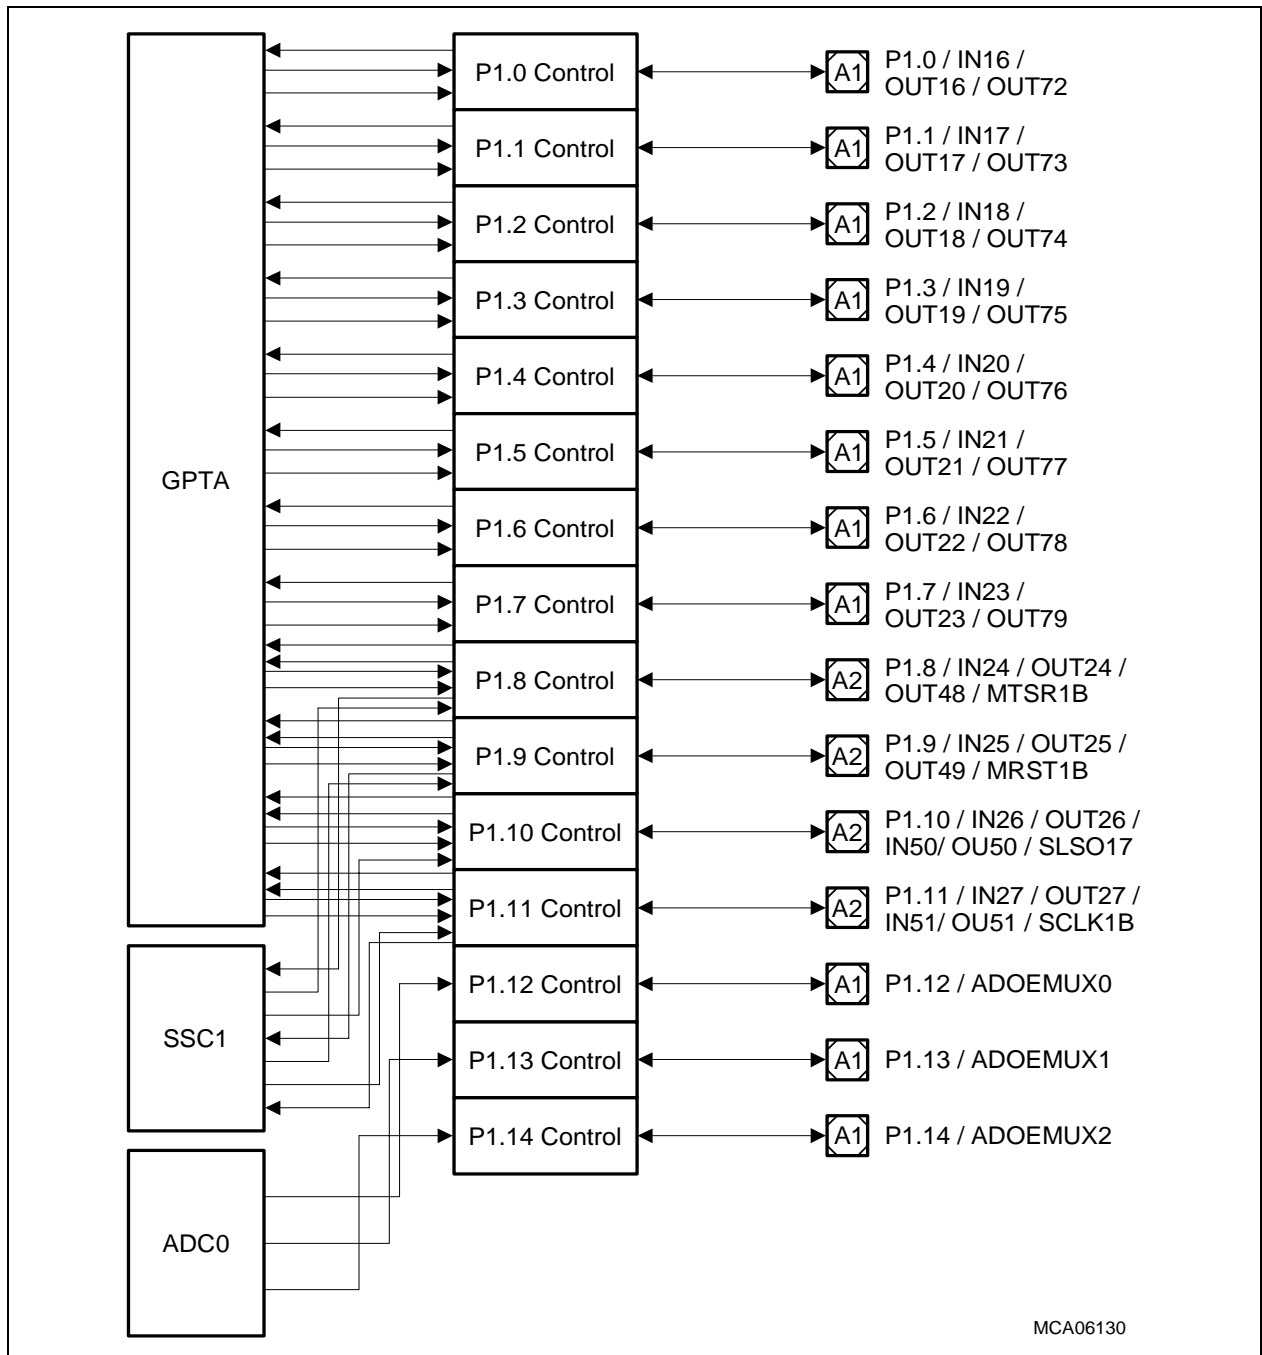 P1.0 Control
A1
P1.0 / IN16 /
OUT16 / OUT72
P1.1 Control
A1
P1.1 / IN17 /
OUT17 / OUT73
P1.2 Control
A1
P1.2 / IN18 /
OUT18 / OUT74
P1.3 Control
A1
P1.3 / IN19 /
OUT19 / OUT75
P1.4 Control
A1
P1.4 / IN20 /
OUT20 / OUT76
P1.5 Control
A1
P1.5 / IN21 /
OUT21 / OUT77
GPTA
P1.6 Control
A1
P1.6 / IN22 /
OUT22 / OUT78
P1.7 Control
A1
P1.7 / IN23 /
OUT23 / OUT79
P1.8 Control
A2
P1.8 / IN24 / OUT24 /
OUT48 / MTSR1B
P1.9 Control
A2
P1.9 / IN25 / OUT25 /
OUT49 / MRST1B
P1.10 Control
A2
P1.10 / IN26 / OUT26 /
IN50/ OU50 / SLSO17
P1.11 Control
A2
P1.11 / IN27 / OUT27 /
IN51/ OU51 / SCLK1B
P1.12 Control
A1
P1.12 / ADOEMUX0
SSC1
P1.13 Control
A1
P1.13 / ADOEMUX1
P1.14 Control
A1
P1.14 / ADOEMUX2
ADC0
MCA06130